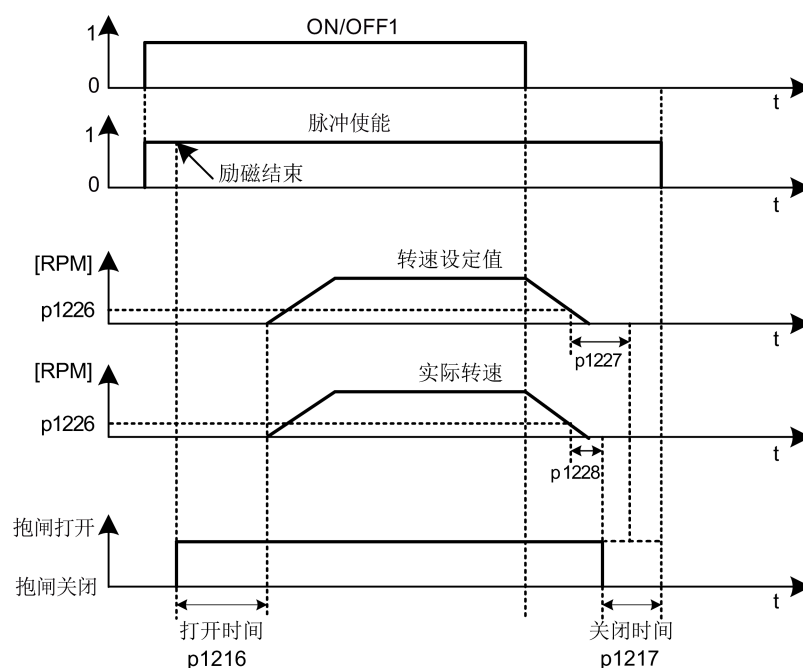 ON/OFF1
1
0
t
脉冲使能
1
0
励磁结束
t
[RPM]
转速设定值
p1226
t
p1227
[RPM]
实际转速
p1226
t
p1228
抱闸打开
抱闸关闭
t
打开时间
p1216
关闭时间
p1217